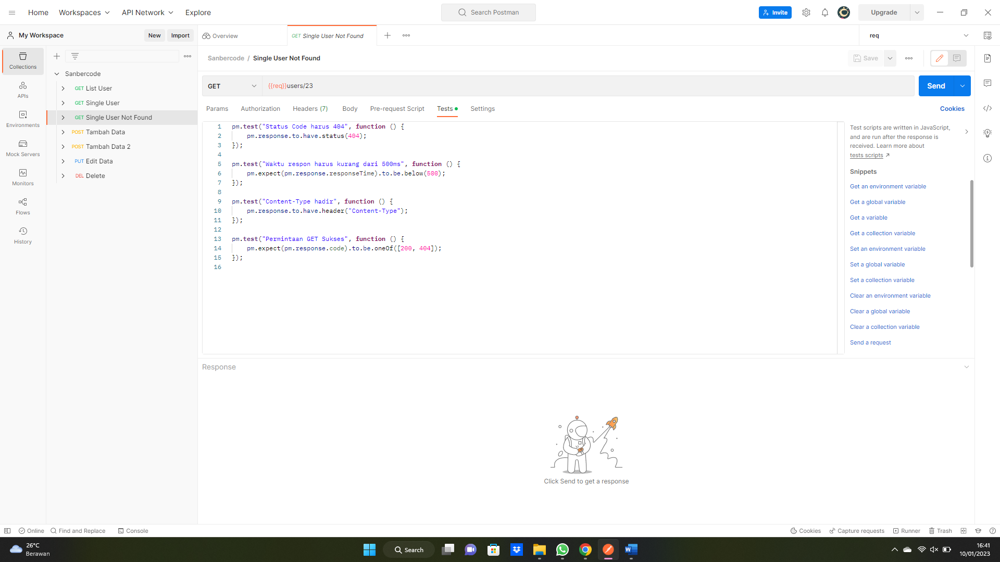 Home
Workspaces
API Network
Explore
Search Postman
Invite
Upgrade
My Workspace
New
Import
Overview
GET Single User Not Found
req
Collections
APIs
Environments
Mock Servers
Monitors
Flows
History
Sanbercode
GET List User
GET Single User
GET Single User Not Found
POST Tambah Data
POST Tambah Data 2
PUT Edit Data
DEL Delete
Sanbercode / Single User Not Found
Save
GET
{{req}}users/23
Send
Params
Authorization
Headers (7)
Body
Pre-request Script
Tests
Settings
Cookies
1 pm.test("Status Code harus 404", function () {
2 pm.response.to.have.status(404);
3 });
4
5 pm.test("Waktu respon harus kurang dari 500ms", function () {
6 pm.expect(pm.response.responseTime).to.be.below(500);
7 });
8
9 pm.test("Content-Type hadir", function () {
10 pm.response.to.have.header("Content-Type");
11 });
12
13 pm.test("Permintaan GET Sukses", function () {
14 pm.expect(pm.response.code).to.be.oneOf([200, 404]);
15 });
16
Test scripts are written in JavaScript,
and are run after the response is
received. Learn more about
tests scripts ↗
Snippets
Get an environment variable
Get a global variable
Get a variable
Get a collection variable
Set an environment variable
Set a global variable
Set a collection variable
Clear an environment variable
Clear a global variable
Clear a collection variable
Send a request
Response
Click Send to get a response
Online
Find and Replace
Console
Cookies
Capture requests
Runner
Trash
26°C
Berawan
Search
16:41
10/01/2023